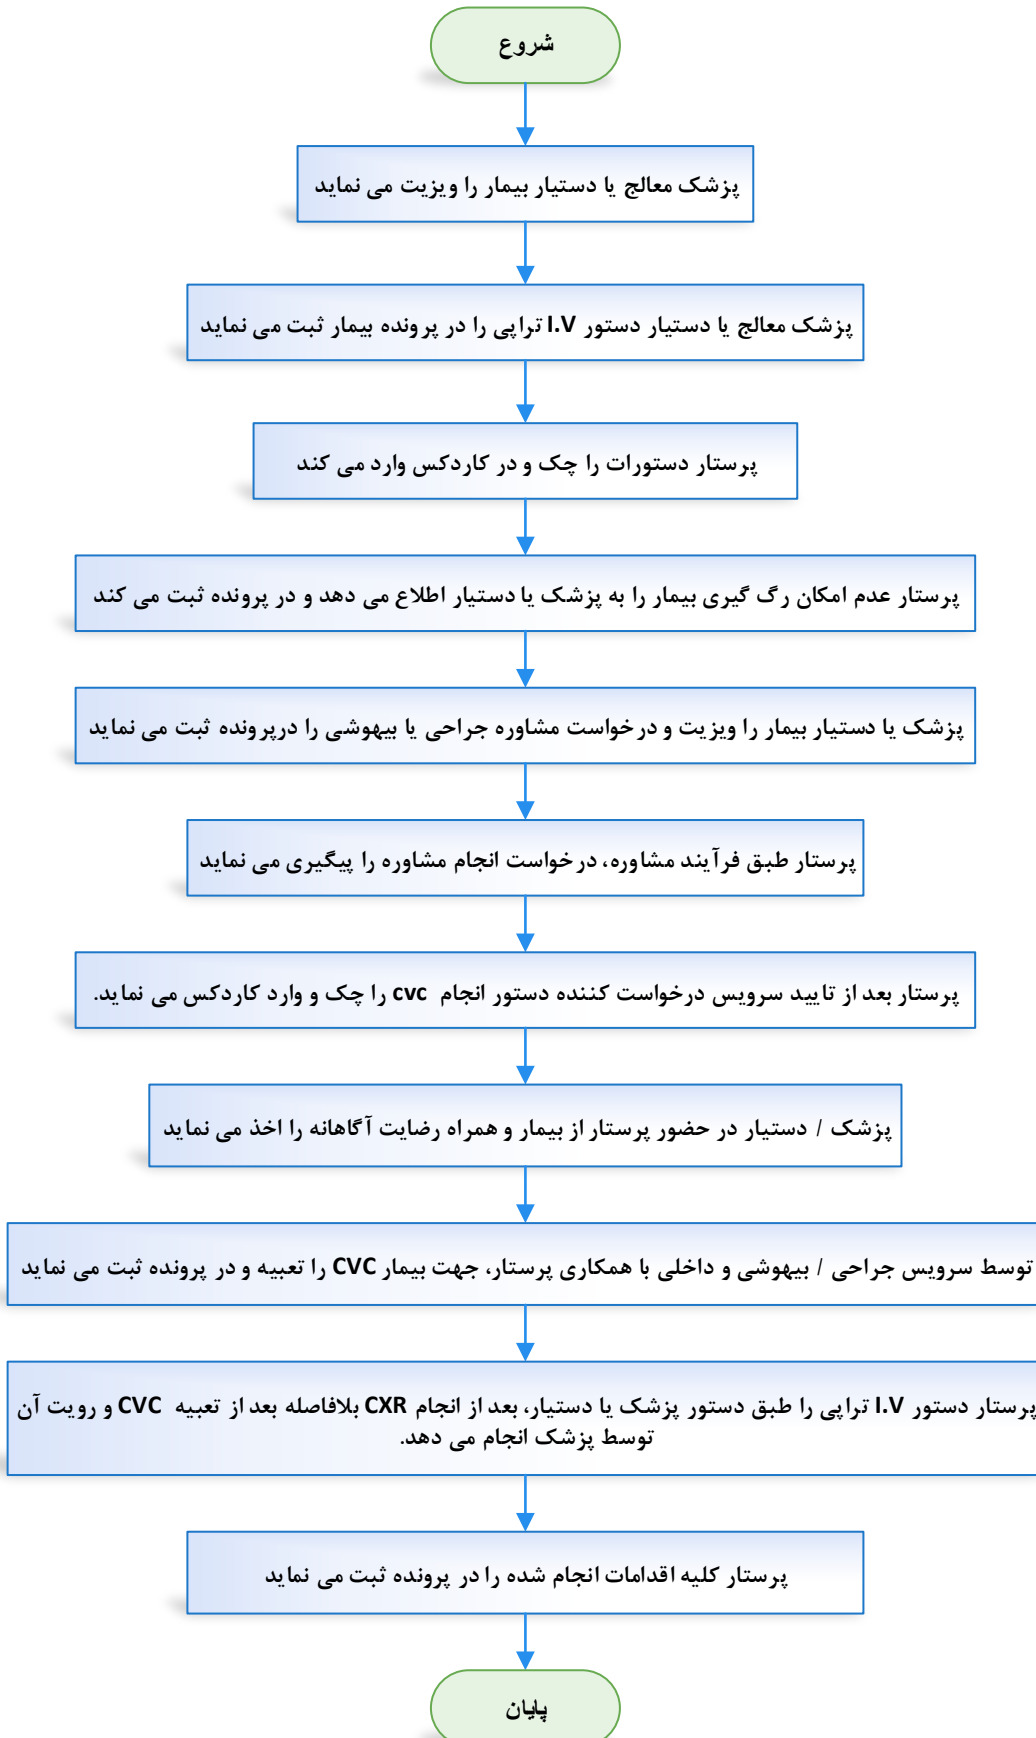 شروع
پزشک معالج یا دستیار بیمار را ویزیت می نماید
پزشک معالج یا دستیار دستور I.V تراپی را در پرونده بیمار ثبت می نماید
پرستار دستورات را چک و در کاردکس وارد می کند
پرستار عدم امکان رگ گیری بیمار را به پزشک یا دستیار اطلاع می دهد و در پرونده ثبت می کند
پزشک یا دستیار بیمار را ویزیت و درخواست مشاوره جراحی یا بیهوشی را درپرونده ثبت می نماید
پرستار طبق فرآیند مشاوره، درخواست انجام مشاوره را پیگیری می نماید
پرستار بعد از تایید سرویس درخواست کننده دستور انجام cvc را چک و وارد کاردکس می نماید.
پزشک / دستیار در حضور پرستار از بیمار و همراه رضایت آگاهانه را اخذ می نماید
توسط سرویس جراحی / بیهوشی و داخلی با همکاری پرستار، جهت بیمار CVC را تعبیه و در پرونده ثبت می نماید
پرستار دستور I.V تراپی را طبق دستور پزشک یا دستیار، بعد از انجام CXR بلافاصله بعد از تعبیه CVC و رویت آن
توسط پزشک انجام می دهد.
پرستار کلیه اقدامات انجام شده را در پرونده ثبت می نماید
پایان